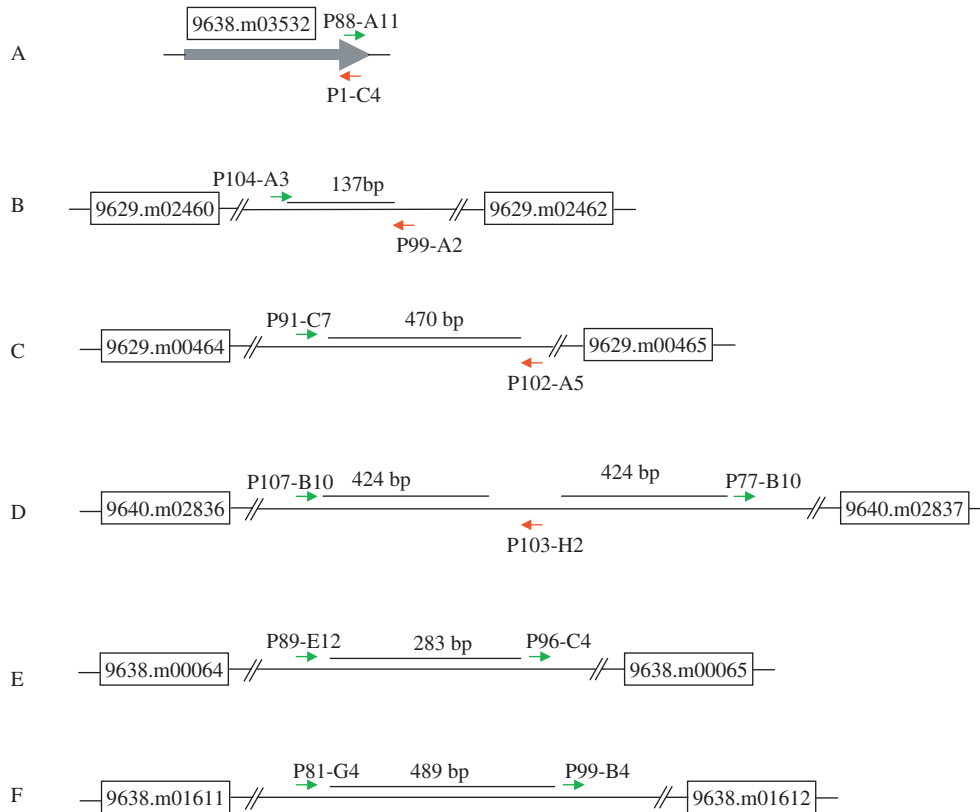 9638.m03532
P88-A11
A
P1-C4
P104-A3
137bp
B
9629.m02460
9629.m02462
P99-A2
P91-C7
470 bp
C
9629.m00464
9629.m00465
P102-A5
P107-B10
424 bp
424 bp
P77-B10
D
9640.m02836
9640.m02837
P103-H2
P89-E12
283 bp
P96-C4
E
9638.m00064
9638.m00065
P81-G4
489 bp
P99-B4
F
9638.m01611
9638.m01612